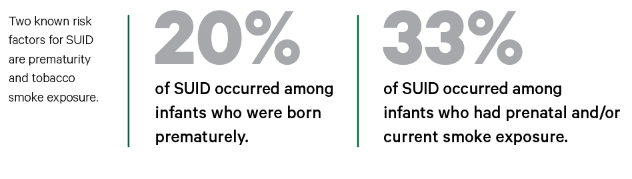 Two known risk
factors for SUID
are prematurity
and tobacco
smoke exposure.
20%
of SUID occurred among
infants who were born
prematurely.
33%
of SUID occurred among
infants who had prenatal and/or
current smoke exposure.